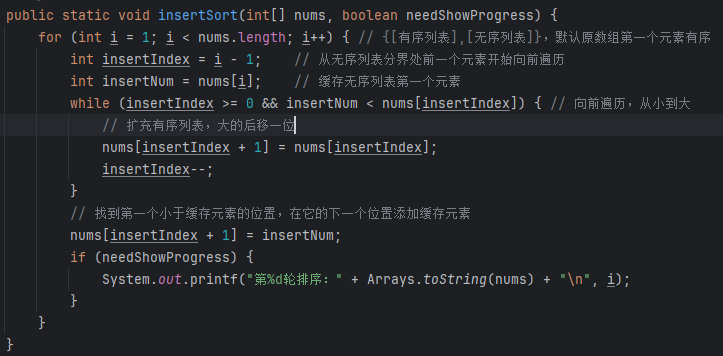 public static void insertSort(int[] nums, boolean needShowProgress) {
    for (int i = 1; i < nums.length; i++) { // {[有序列表],[无序列表]}，默认原数组第一个元素有序
        int insertIndex = i - 1;    // 从无序列表分界处前一个元素开始向前遍历
        int insertNum = nums[i];    // 缓存无序列表第一个元素
        while (insertIndex >= 0 && insertNum < nums[insertIndex]) { // 向前遍历，从小到大
            // 扩充有序列表，大的后移一位
            nums[insertIndex + 1] = nums[insertIndex];
            insertIndex--;
        }
        // 找到第一个小于缓存元素的位置，在它的下一个位置添加缓存元素
        nums[insertIndex + 1] = insertNum;
        if (needShowProgress) {
            System.out.printf("第%d轮排序：" + Arrays.toString(nums) + "\n", i);
        }
    }
}